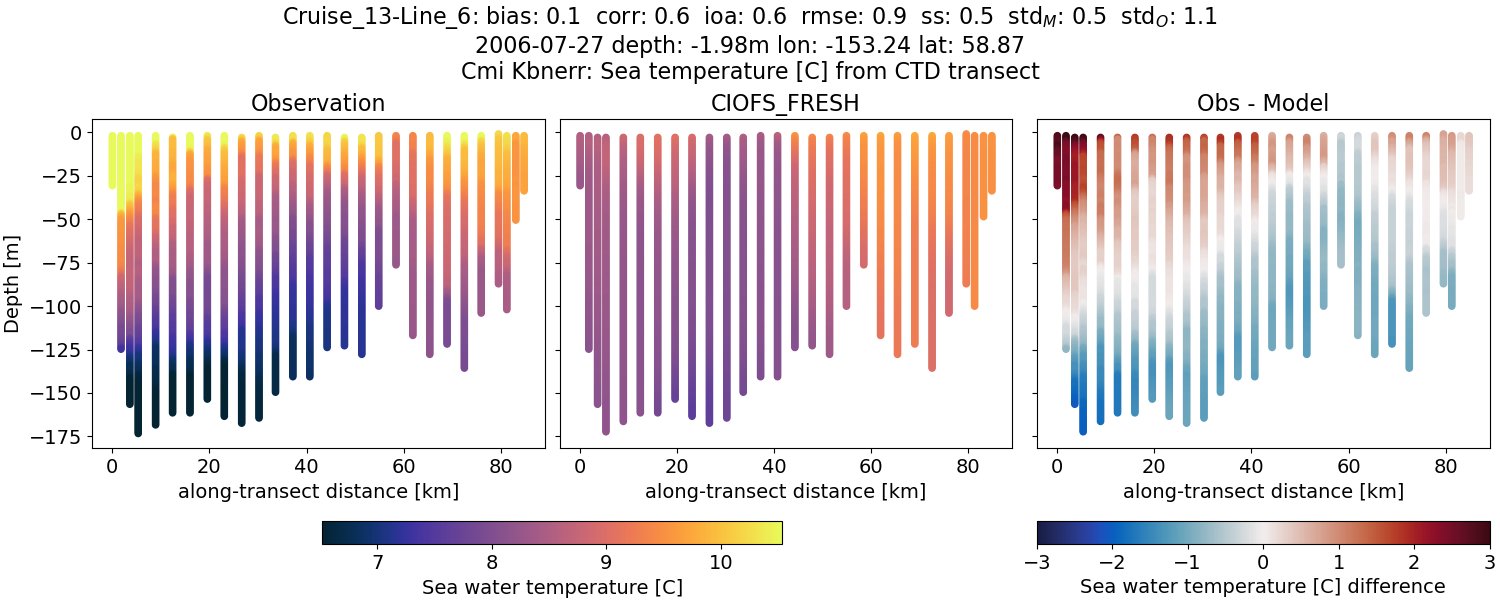 Cruise_13-Line_6: bias: 0.1  corr: 0.6  ioa: 0.6  rmse: 0.9  ss: 0.5  std_M: 0.5  std_O: 1.1
2006-07-27 depth: -1.98m lon: -153.24 lat: 58.87
Cmi Kbnerr: Sea temperature [C] from CTD transect
Observation
CIOFS_FRESH
Obs - Model
Depth [m]
0
−25
−50
−75
−100
−125
−150
−175
0 20 40 60 80
0 20 40 60 80
0 20 40 60 80
along-transect distance [km]
along-transect distance [km]
along-transect distance [km]
7 8 9 10
Sea water temperature [C]
−3 −2 −1 0 1 2 3
Sea water temperature [C] difference